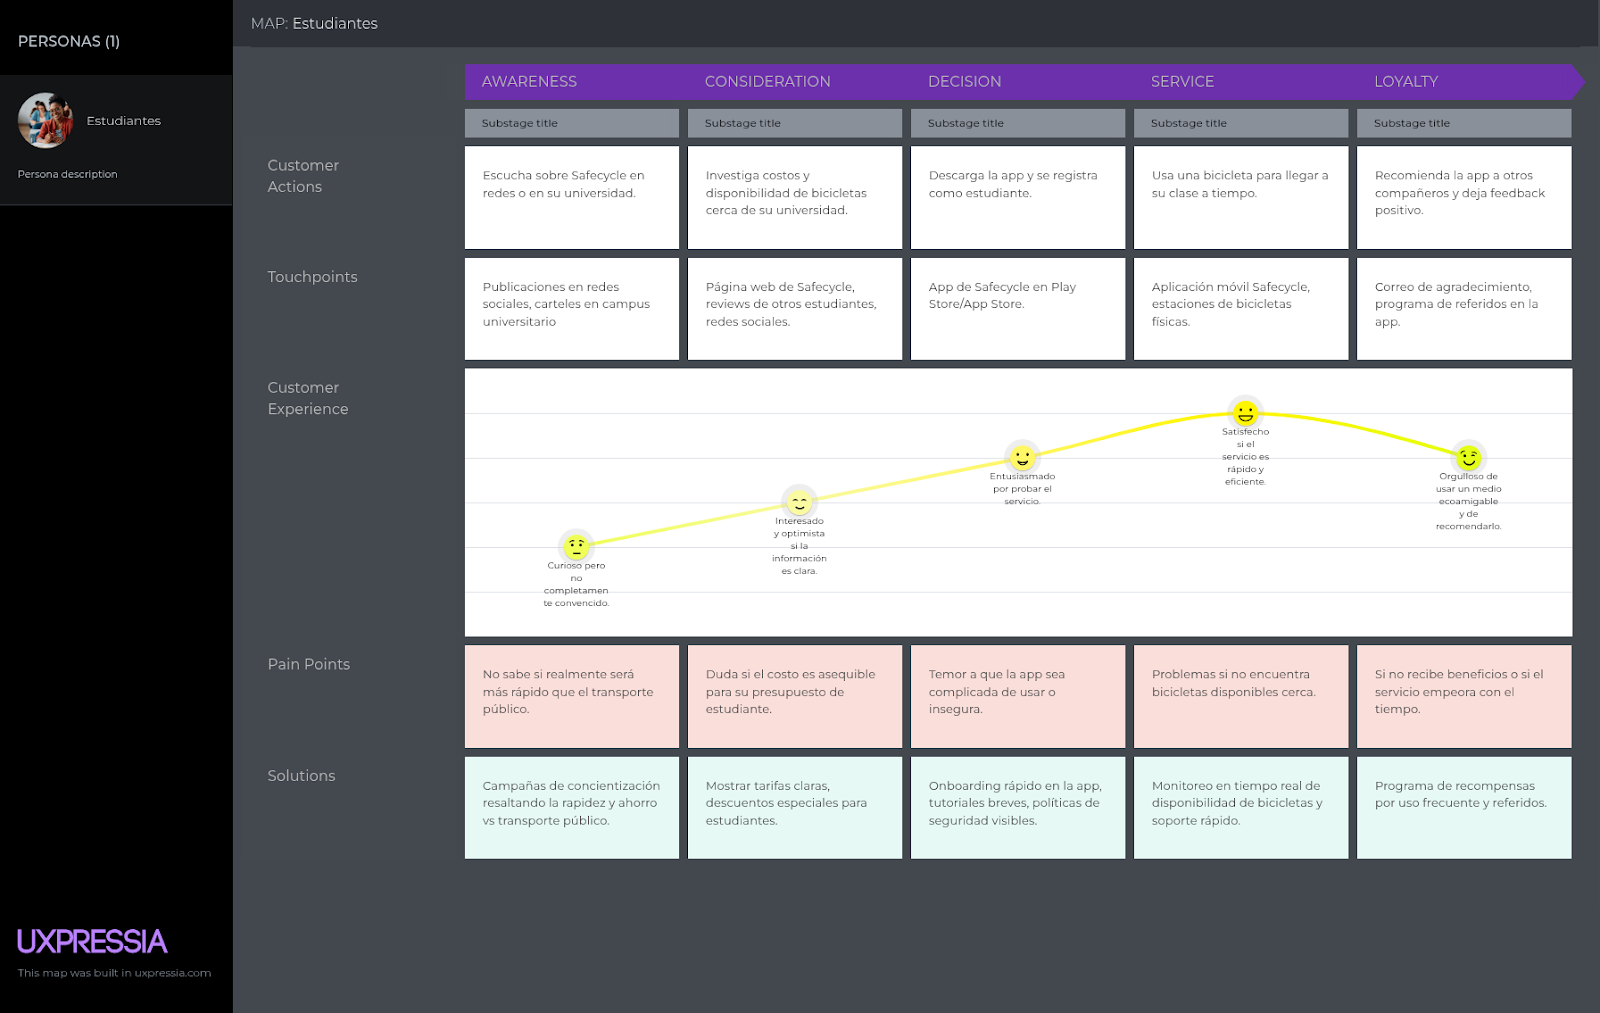 PERSONAS (1)
Estudiantes
Persona description
MAP: Estudiantes
AWARENESS
CONSIDERATION
DECISION
SERVICE
LOYALTY
Substage title
Substage title
Substage title
Substage title
Substage title
Customer
Actions
Escucha sobre Safecycle en
redes o en su universidad.
Investiga costos y
disponibilidad de bicicletas
cerca de su universidad.
Descarga la app y se registra
como estudiante.
Usa una bicicleta para llegar a
su clase a tiempo.
Recomienda la app a otros
compañeros y deja feedback
positivo.
Touchpoints
Publicaciones en redes
sociales, carteles en campus
universitario
Página web de Safecycle,
reviews de otros estudiantes,
redes sociales.
App de Safecycle en Play
Store/App Store.
Aplicación móvil Safecycle,
estaciones de bicicletas
físicas.
Correo de agradecimiento,
programa de referidos en la
app.
Customer
Experience
Curioso pero
no
completamen
te convencido.
Interesado
y optimista
si la
información
es clara.
Entusiasmado
por probar el
servicio.
Satisfecho
si el
servicio es
rápido y
eficiente.
Orgulloso de
usar un medio
ecoamigable
y de
recomendarlo.
Pain Points
No sabe si realmente será
más rápido que el transporte
público.
Duda si el costo es asequible
para su presupuesto de
estudiante.
Temor a que la app sea
complicada de usar o
insegura.
Problemas si no encuentra
bicicletas disponibles cerca.
Si no recibe beneficios o si el
servicio empeora con el
tiempo.
Solutions
Campañas de concientización
resaltando la rapidez y ahorro
vs transporte público.
Mostrar tarifas claras,
descuentos especiales para
estudiantes.
Onboarding rápido en la app,
tutoriales breves, políticas de
seguridad visibles.
Monitoreo en tiempo real de
disponibilidad de bicicletas y
soporte rápido.
Programa de recompensas
por uso frecuente y referidos.
UXPRESSIA
This map was built in uxpressia.com